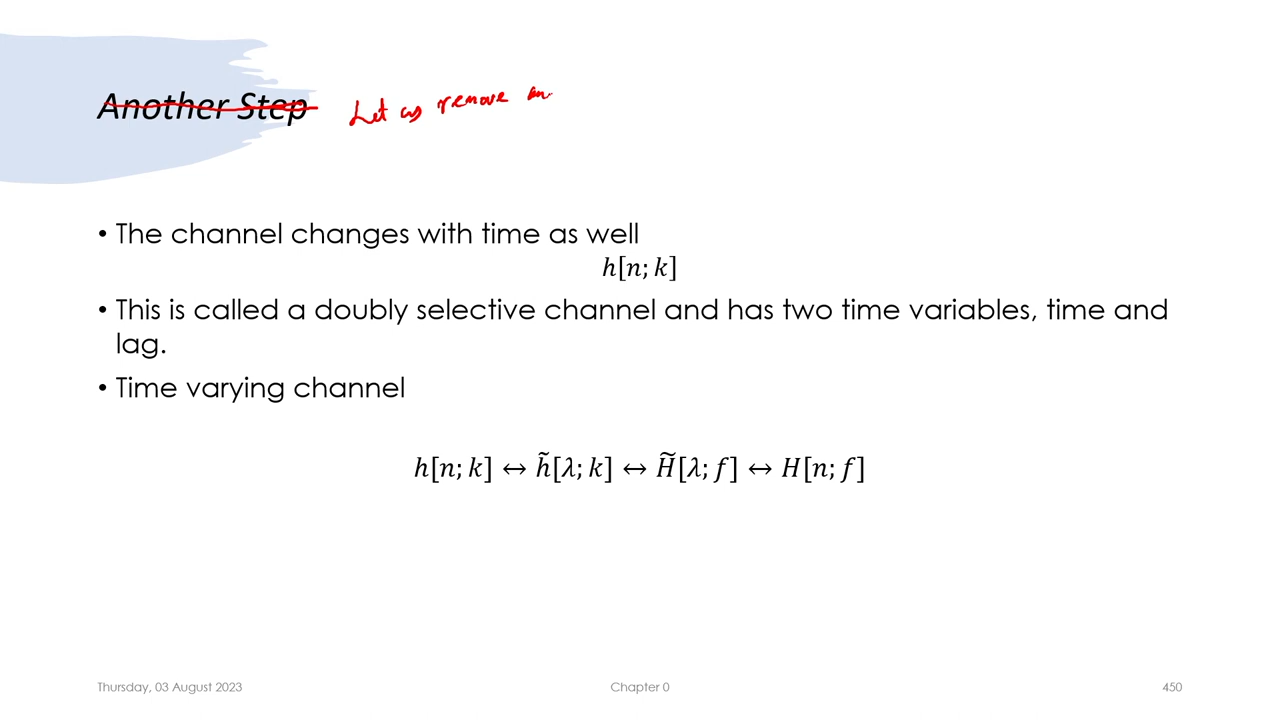 Another Step Let us remove an
• The channel changes with time as well
h[n; k]
• This is called a doubly selective channel and has two time variables, time and
lag.
• Time varying channel
h[n; k] ↔ h̃[λ; k] ↔ H̃[λ; f] ↔ H[n; f]
Thursday, 03 August 2023 Chapter 0 450